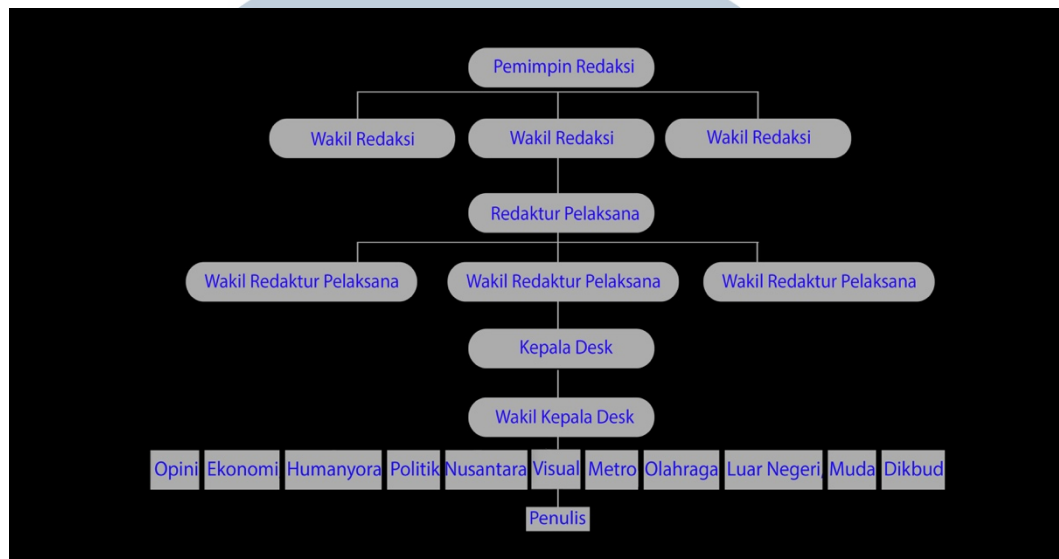 Pemimpin Redaksi
Wakil Redaksi Wakil Redaksi Wakil Redaksi
Redaktur Pelaksana
Wakil Redaktur Pelaksana Wakil Redaktur Pelaksana Wakil Redaktur Pelaksana
Kepala Desk
Wakil Kepala Desk
Opini Ekonomi Humanyora Politik Nusantara Visual Metro Olahraga Luar Negeri, Muda Dikbud
Penulis